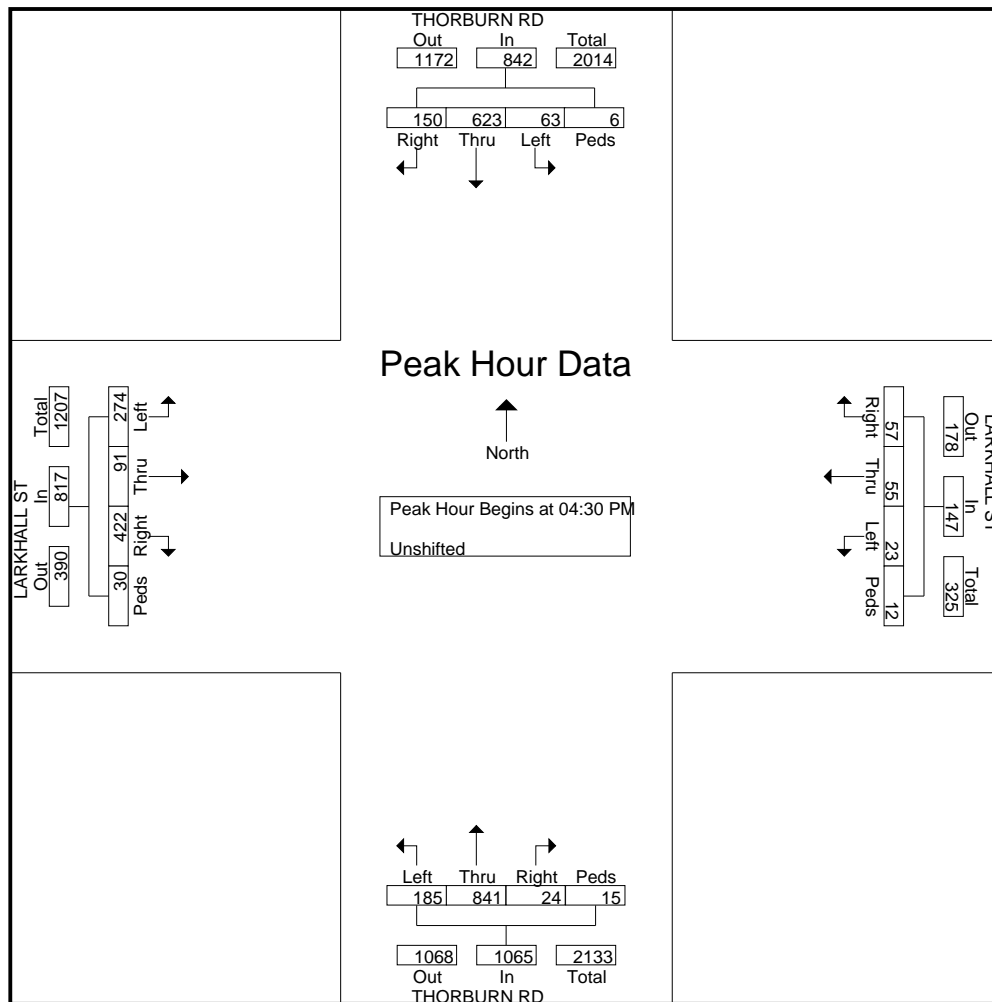 THORBURN RD
Out In Total
1172 842 2014
150 623 63 6
Right Thru Left Peds
Peak Hour Data
North
Peak Hour Begins at 04:30 PM
Unshifted
LARKHALL ST
Total In Out
1207 817 390
274 91 422 30
Left Thru Right Peds
Right Thru Left Peds
57 55 23 12
178 147 325
Out In Total
LARKHALL ST
Left Thru Right Peds
185 841 24 15
1068 1065 2133
Out In Total
THORBURN RD